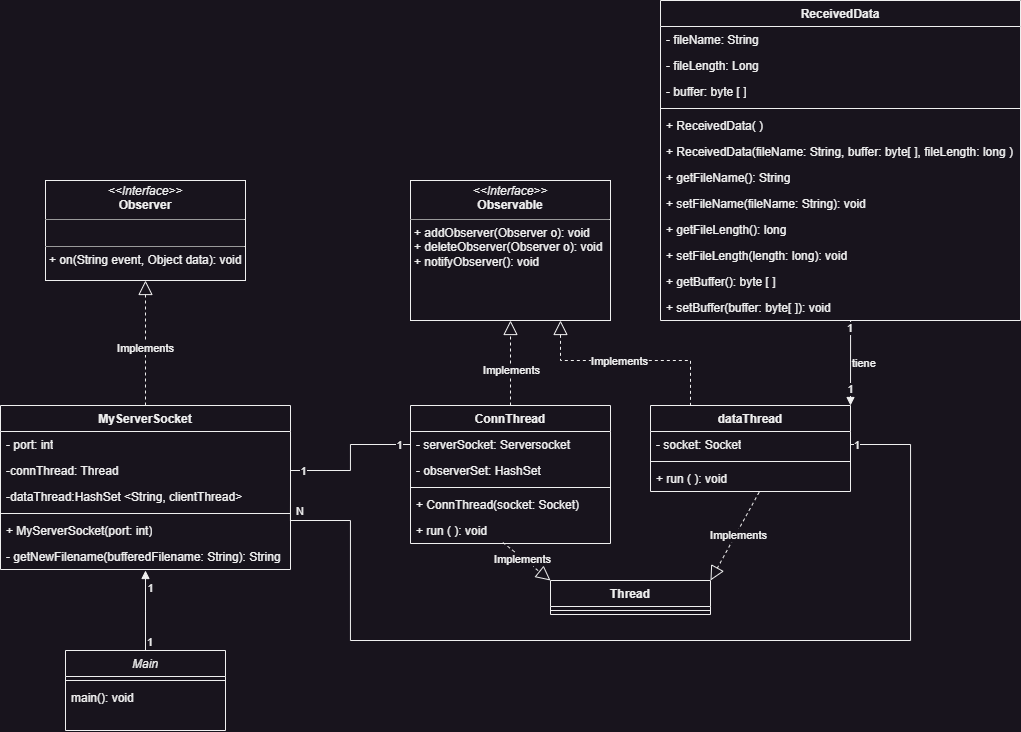 ReceivedData
- fileName: String
- fileLength: Long
- buffer: byte [ ]
+ ReceivedData( )
+ ReceivedData(fileName: String, buffer: byte[ ], fileLength: long )
+ getFileName(): String
+ setFileName(fileName: String): void
+ getFileLength(): long
+ setFileLength(length: long): void
+ getBuffer(): byte [ ]
+ setBuffer(buffer: byte[ ]): void
<<Interface>>
Observer
+ on(String event, Object data): void
<<Interface>>
Observable
+ addObserver(Observer o): void
+ deleteObserver(Observer o): void
+ notifyObserver(): void
Implements
Implements
Implements
1
tiene
1
MyServerSocket
- port: int
-connThread: Thread
-dataThread:HashSet <String, clientThread>
+ MyServerSocket(port: int)
- getNewFilename(bufferedFilename: String): String
1
1
N
ConnThread
- serverSocket: Serversocket
- observerSet: HashSet
+ ConnThread(socket: Socket)
+ run ( ): void
dataThread
- socket: Socket
+ run ( ): void
1
Implements
Implements
Thread
1
1
Main
main(): void